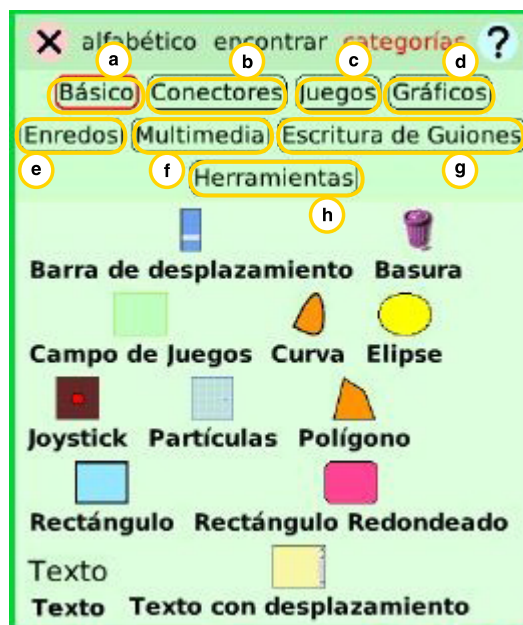 alfabético encontrar categorías ?
a b c d
Básico Conectores Juegos Gráficos
Enredos Multimedia Escritura de Guiones
e f g
Herramientas
h
Barra de desplazamiento Basura
Campo de Juegos Curva Elipse
Joystick Partículas Polígono
Rectángulo Rectángulo Redondeado
Texto
Texto Texto con desplazamiento